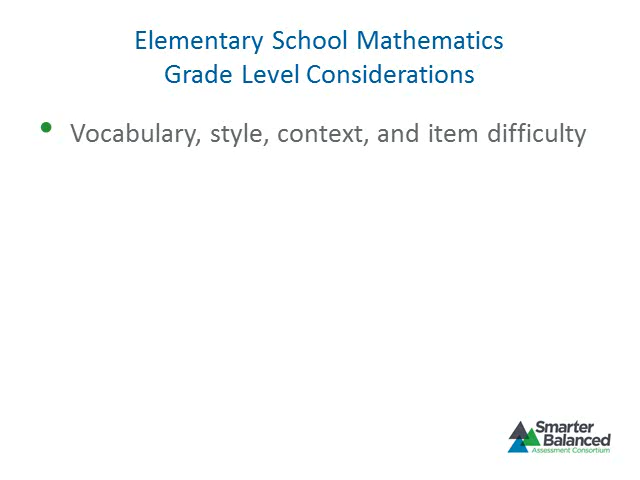 Elementary School Mathematics
Grade Level Considerations
• Vocabulary, style, context, and item difficulty
Smarter
Balanced
Assessment Consortium